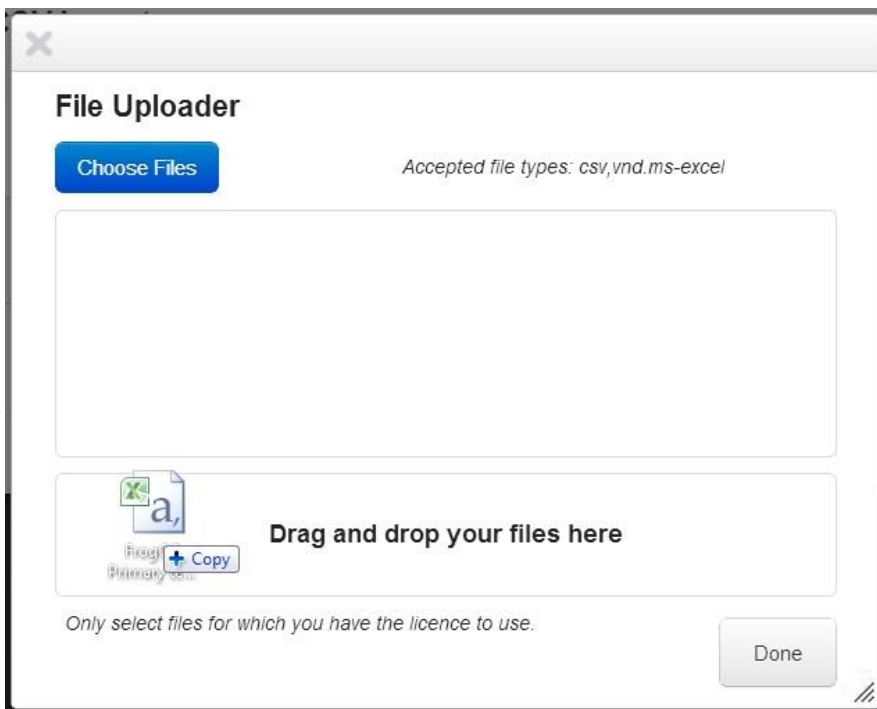 File Uploader
Choose Files
Accepted file types: csv,vnd.ms-excel
a,
Drag and drop your files here
Copy
Primary
Only select files for which you have the licence to use.
Done